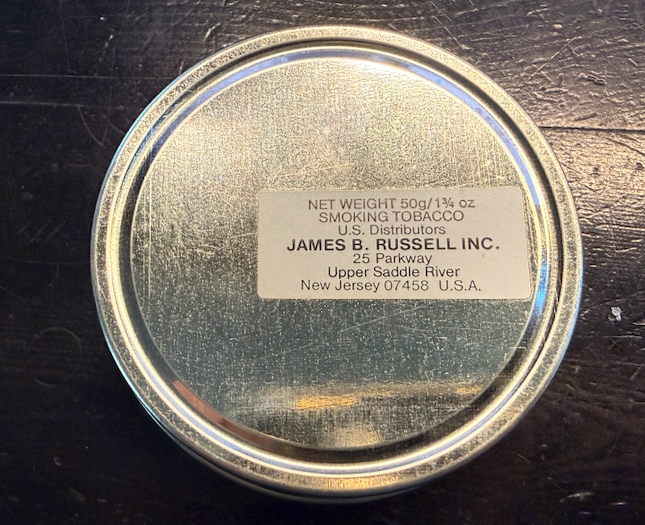 NET WEIGHT 50g/1¾ oz
SMOKING TOBACCO
U.S. Distributors
JAMES B. RUSSELL INC.
25 Parkway
Upper Saddle River
New Jersey 07458 U.S.A.